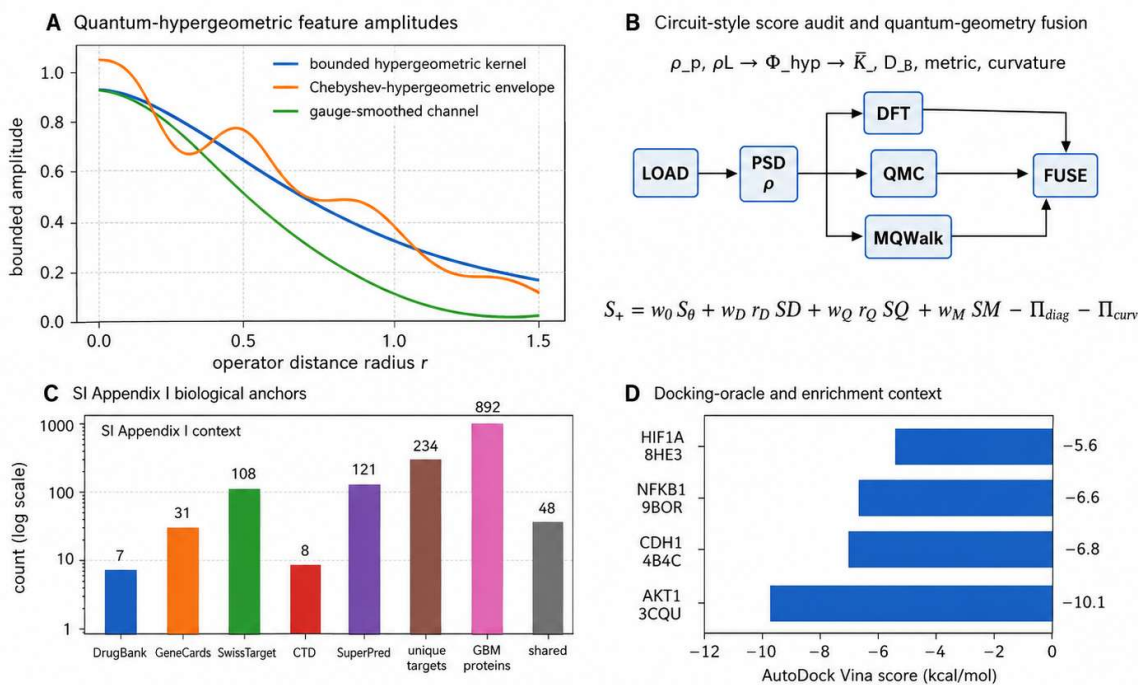 A Quantum-hypergeometric feature amplitudes
bounded hypergeometric kernel
Chebyshev-hypergeometric envelope
gauge-smoothed channel
bounded amplitude
1.0
0.8
0.6
0.4
0.2
0.0
0.0 0.5 1.0 1.5
operator distance radius r
B Circuit-style score audit and quantum-geometry fusion
ρ_p, ρL → Φ_hyp → K̄_, D_B, metric, curvature
LOAD
PSD
ρ
DFT
QMC
MQWalk
FUSE
S₊ = w₀ S_θ + w_D r_D SD + w_Q r_Q SQ + w_M SM − Π_diag − Π_curv
C SI Appendix I biological anchors
SI Appendix I context
count (log scale)
1000
100
10
1
7
31
108
8
121
234
892
48
DrugBank
GeneCards
SwissTarget
CTD
SuperPred
unique
targets
GBM
proteins
shared
D Docking-oracle and enrichment context
HIF1A
8HE3
−5.6
NFKB1
9BOR
−6.6
CDH1
4B4C
−6.8
AKT1
3CQU
−10.1
−12 −10 −8 −6 −4 −2 0
AutoDock Vina score (kcal/mol)